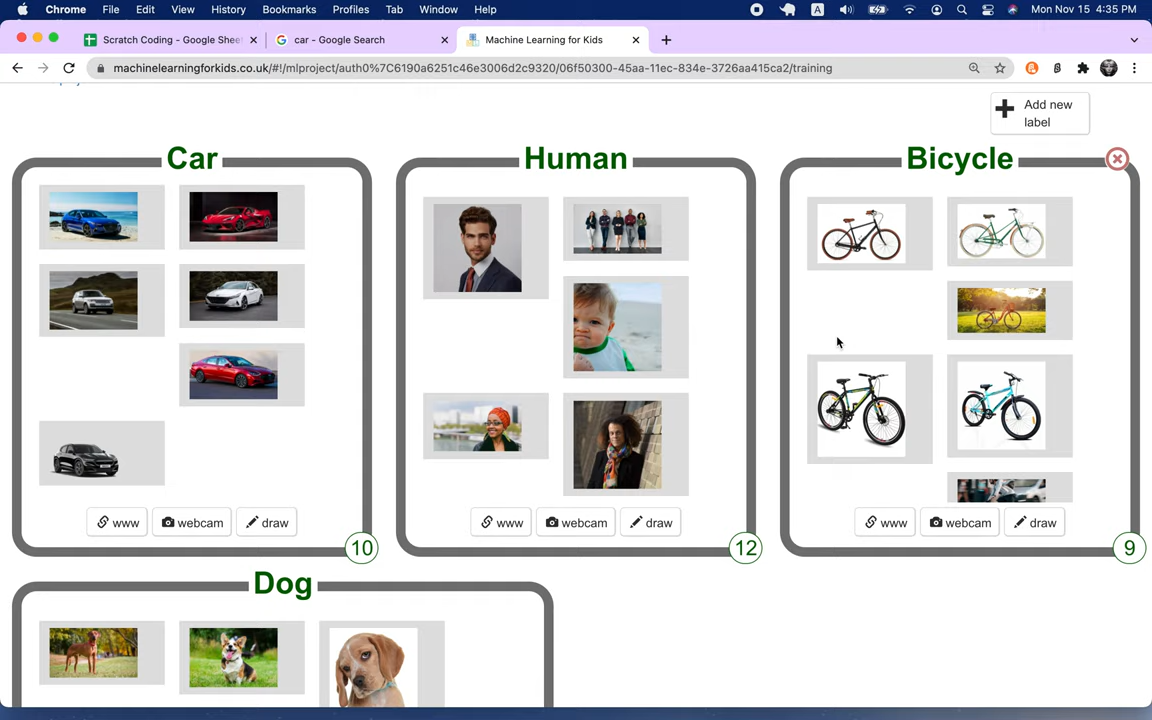 Chrome File Edit View History Bookmarks Profiles Tab Window Help A Mon Nov 15 4:35 PM
Scratch Coding - Google Shee car - Google Search Machine Learning for Kids
machinelearningforkids.co.uk/#!/mlproject/auth0%7C6190a6251c46e3006d2c9320/06f50300-45aa-11ec-834e-3726aa415ca2/training
Add new
label
Car Human Bicycle
www webcam draw www webcam draw www webcam draw
10 12 9
Dog